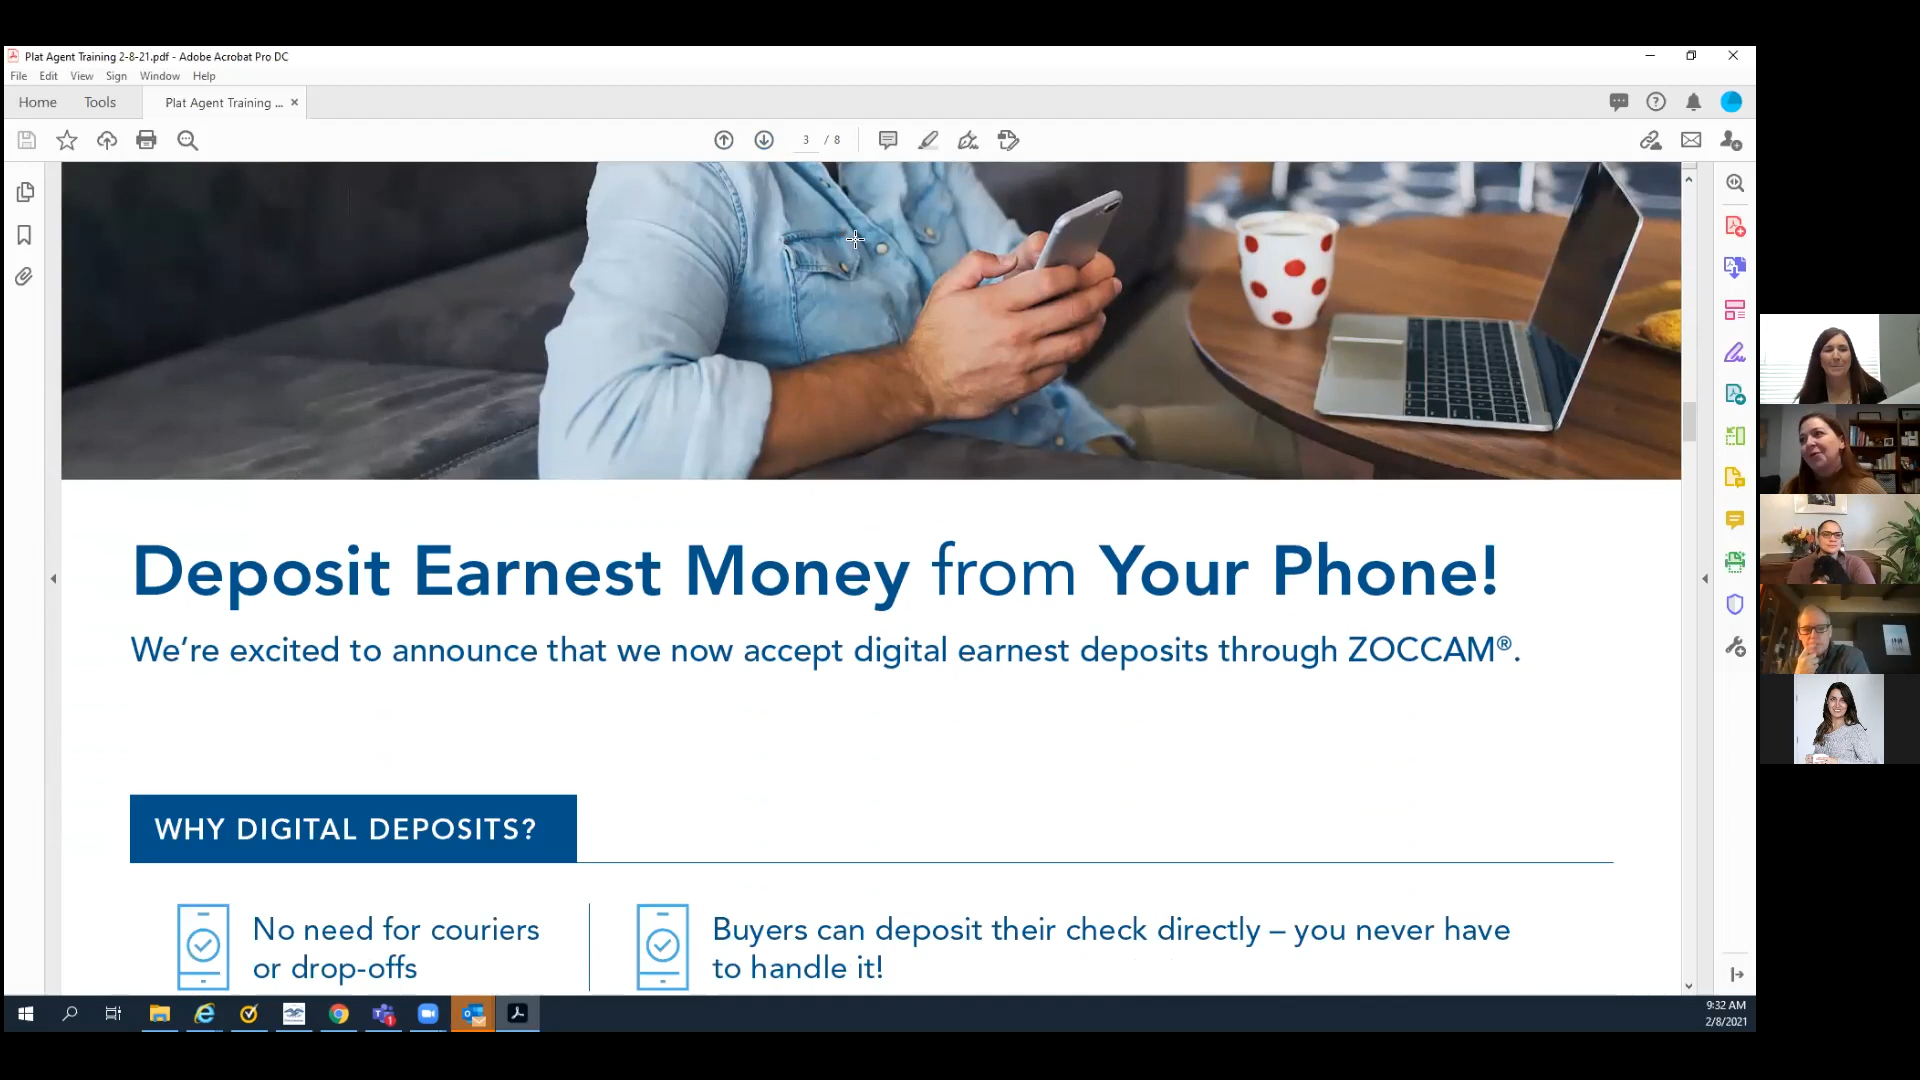 Plat Agent Training 2-8-21.pdf - Adobe Acrobat Pro DC
File Edit View Sign Window Help
Home Tools Plat Agent Training ... ×
3 / 8
Deposit Earnest Money from Your Phone!
We’re excited to announce that we now accept digital earnest deposits through ZOCCAM®.
WHY DIGITAL DEPOSITS?
No need for couriers
or drop-offs
Buyers can deposit their check directly – you never have
to handle it!
9:32 AM
2/8/2021